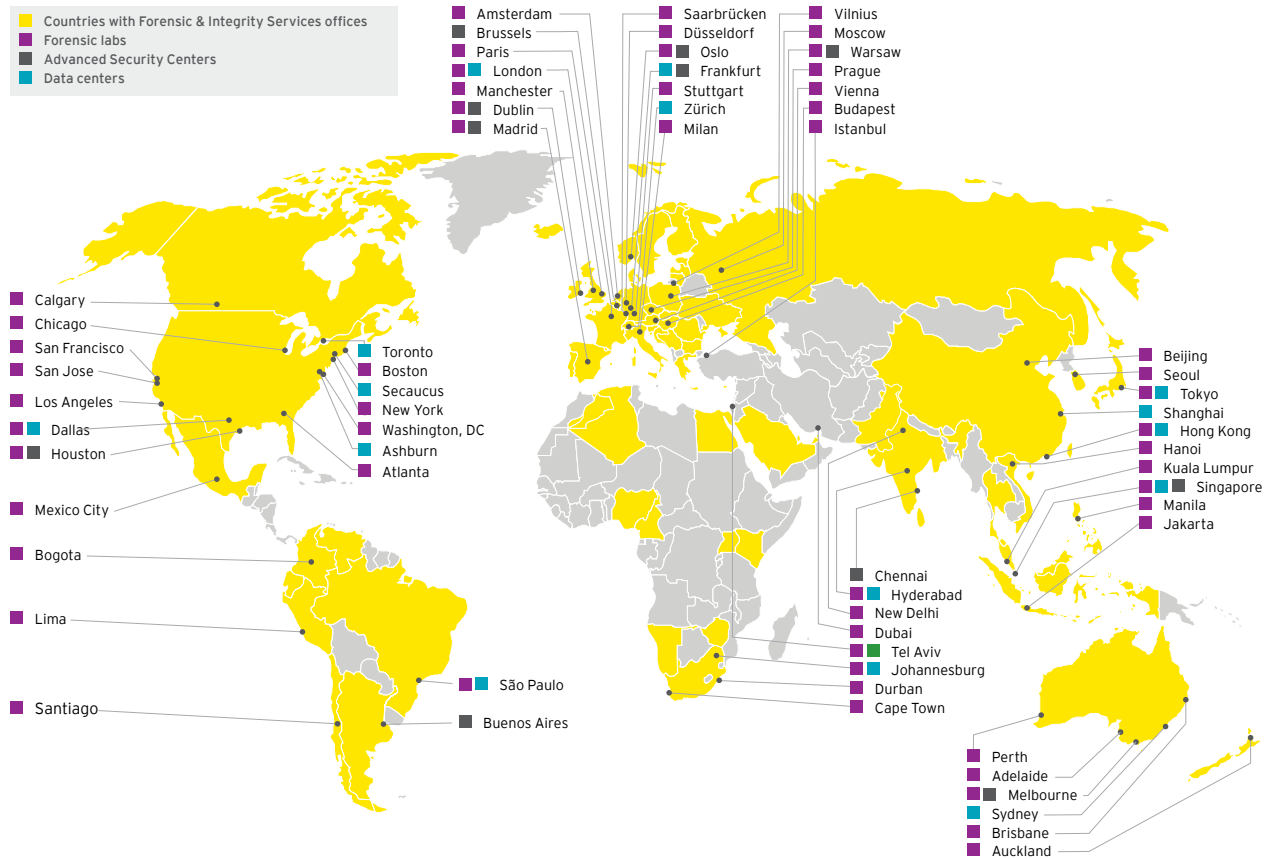 Countries with Forensic & Integrity Services offices
Forensic labs
Advanced Security Centers
Data centers
Amsterdam
Brussels
Paris
London
Manchester
Dublin
Madrid
Saarbrücken
Düsseldorf
Oslo
Frankfurt
Stuttgart
Zürich
Milan
Vilnius
Moscow
Warsaw
Prague
Vienna
Budapest
Istanbul
Calgary
Chicago
San Francisco
San Jose
Los Angeles
Dallas
Houston
Mexico City
Bogota
Lima
Santiago
Toronto
Boston
Secaucus
New York
Washington, DC
Ashburn
Atlanta
São Paulo
Buenos Aires
Chennai
Hyderabad
New Delhi
Dubai
Tel Aviv
Johannesburg
Durban
Cape Town
Beijing
Seoul
Tokyo
Shanghai
Hong Kong
Hanoi
Kuala Lumpur
Singapore
Manila
Jakarta
Perth
Adelaide
Melbourne
Sydney
Brisbane
Auckland